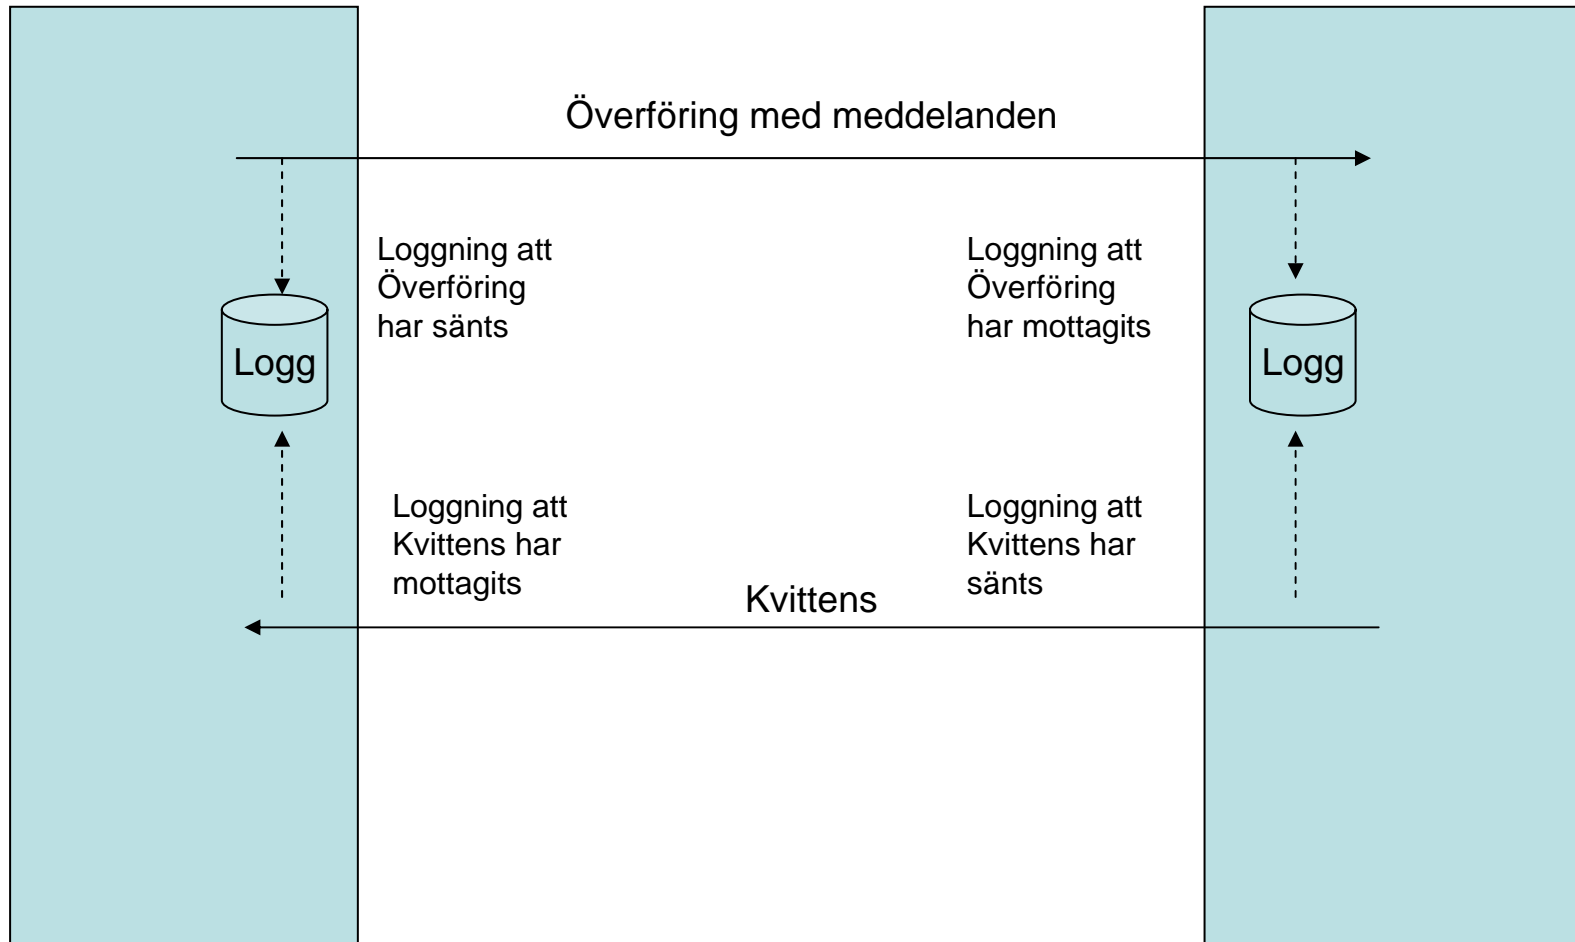 Överföring med meddelanden
Loggning att
Överföring
har sänts
Loggning att
Överföring
har mottagits
Logg
Logg
Loggning att
Kvittens har
mottagits
Loggning att
Kvittens har
sänts
Kvittens